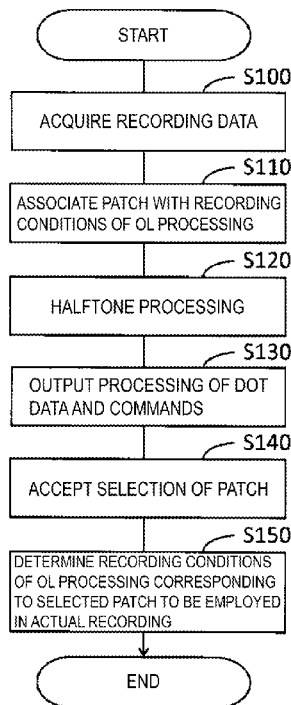 START
S100
ACQUIRE RECORDING DATA
S110
ASSOCIATE PATCH WITH RECORDING
CONDITIONS OF OL PROCESSING
S120
HALFTONE PROCESSING
S130
OUTPUT PROCESSING OF DOT
DATA AND COMMANDS
S140
ACCEPT SELECTION OF PATCH
S150
DETERMINE RECORDING CONDITIONS
OF OL PROCESSING CORRESPONDING
TO SELECTED PATCH TO BE EMPLOYED
IN ACTUAL RECORDING
END